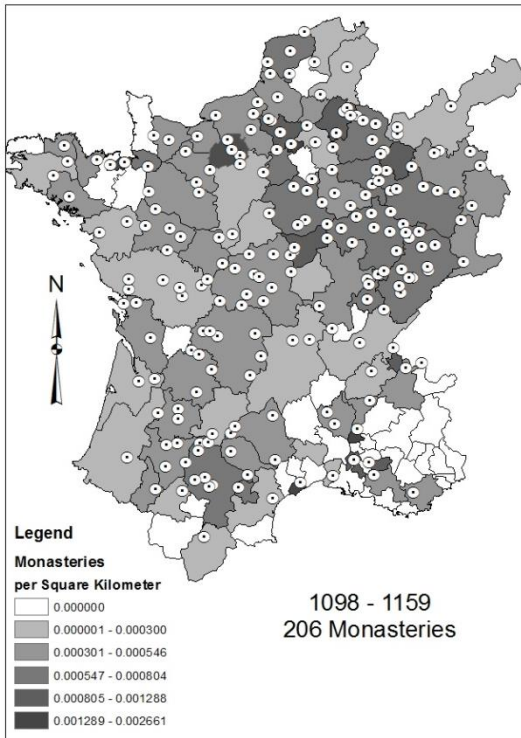 N
Legend
Monasteries
per Square Kilometer
0.000000
0.000001 - 0.000300
0.000301 - 0.000546
0.000547 - 0.000804
0.000805 - 0.001288
0.001289 - 0.002661
1098 - 1159
206 Monasteries